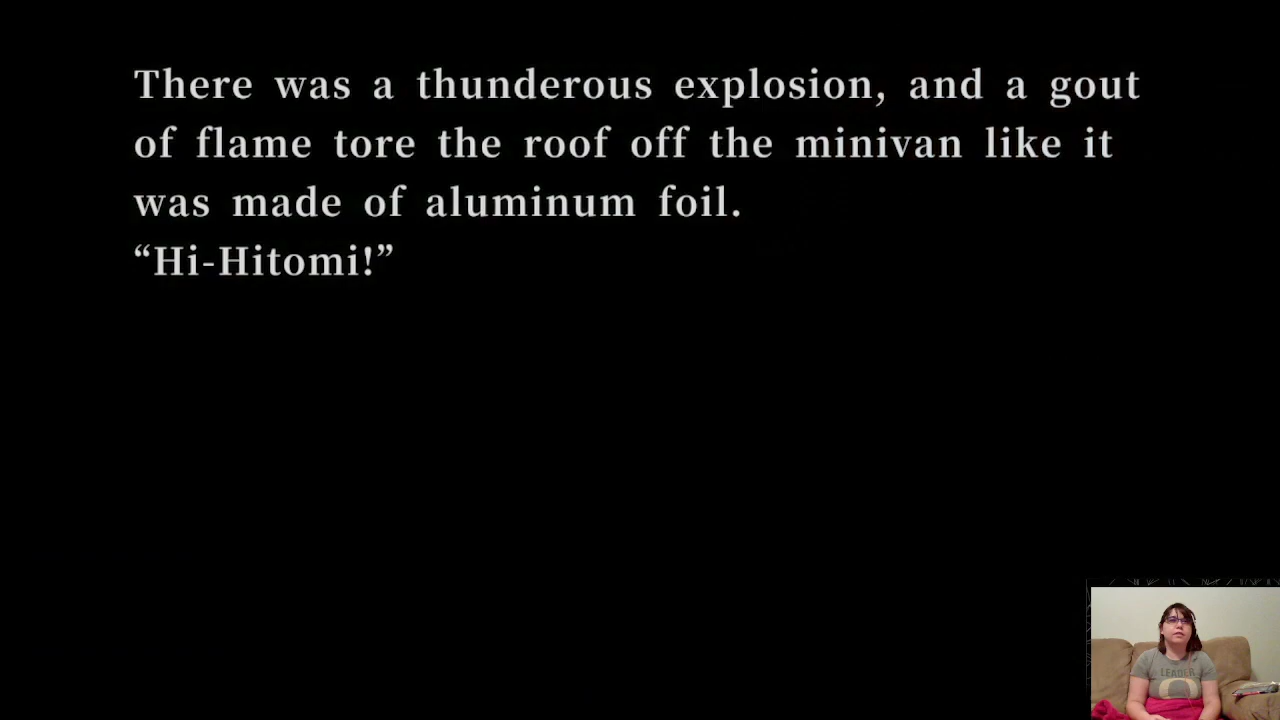 There was a thunderous explosion, and a gout
of flame tore the roof off the minivan like it
was made of aluminum foil.
“Hi-Hitomi!”
LEADER